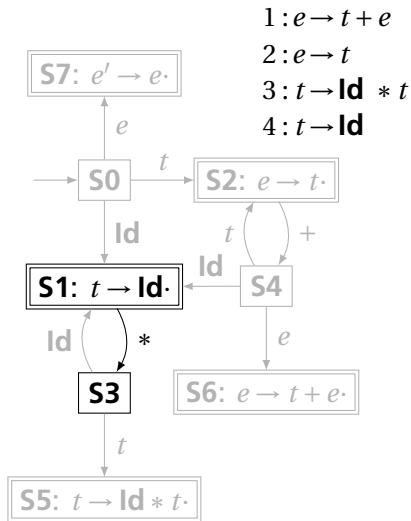 1 : e → t + e
2 : e → t
3 : t → Id * t
4 : t → Id
S7: e′ → e·
e
S0
t
S2: e → t·
Id
t
+
S1: t → Id·
Id
S4
Id
*
e
S3
S6: e → t + e·
t
S5: t → Id * t·